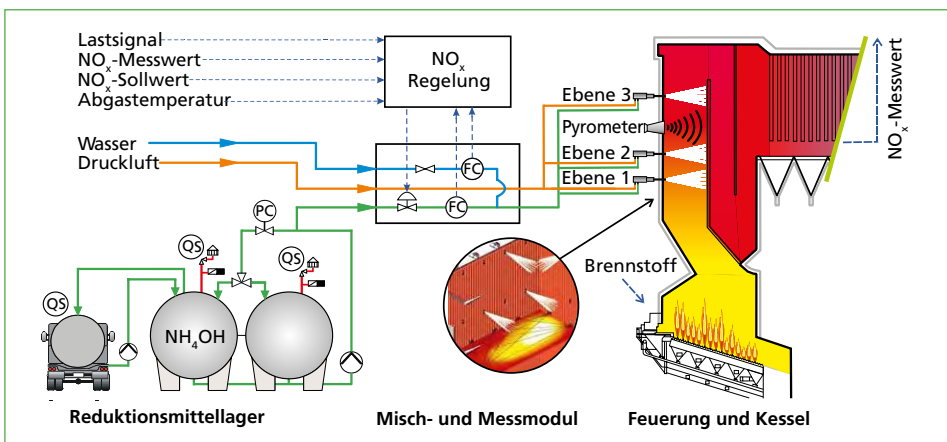 Lastsignal
NOx-Messwert
NOx-Sollwert
Abgastemperatur
NOx
Regelung
Wasser
Druckluft
FC
FC
Ebene 3
Pyrometer
Ebene 2
Ebene 1
NOx-Messwert
PC
QS
QS
QS
NH4OH
Brennstoff
Reduktionsmittellager
Misch- und Messmodul
Feuerung und Kessel